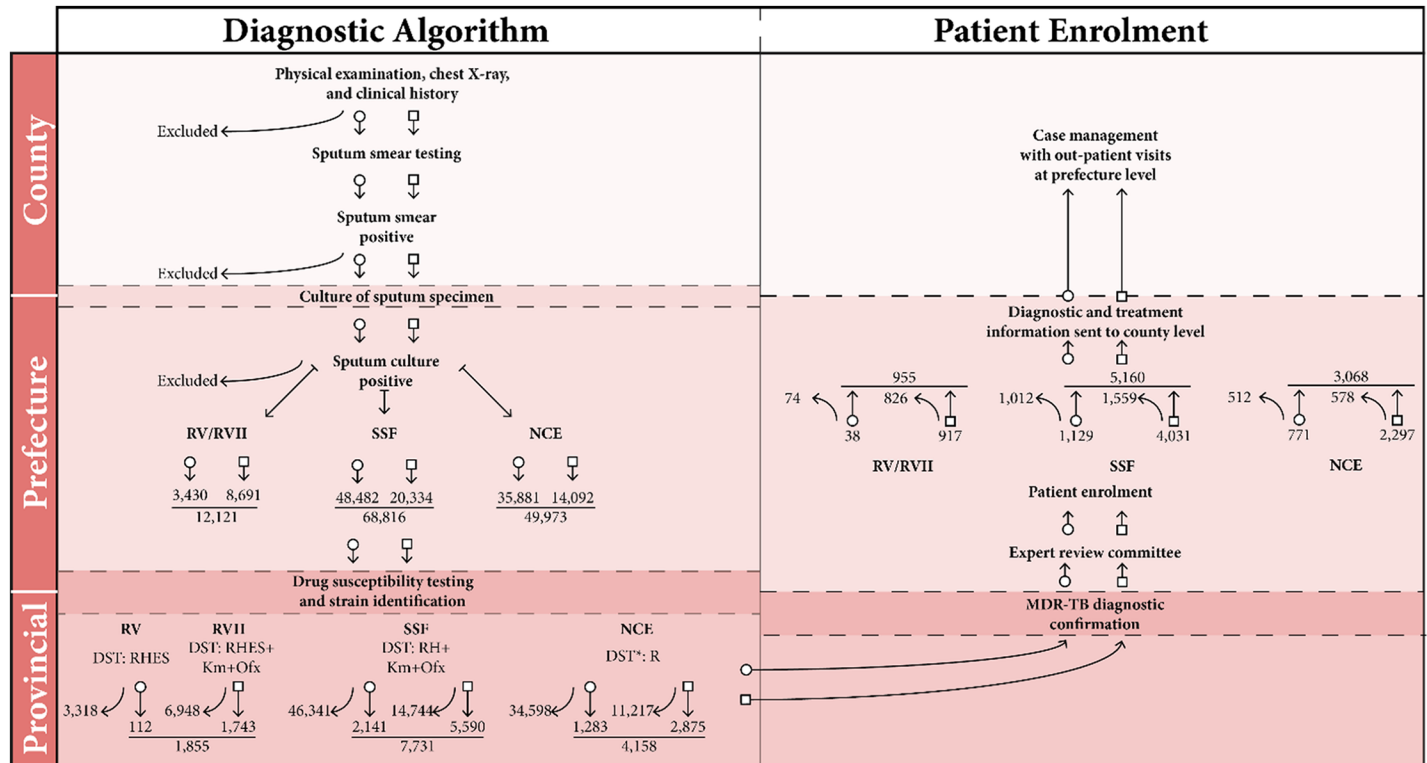 Diagnostic Algorithm
Patient Enrolment
County
Physical examination, chest X-ray,
and clinical history
Excluded
Sputum smear testing
Sputum smear
positive
Excluded
Culture of sputum specimen
Prefecture
Sputum culture
positive
Excluded
RV/RVII
SSF
NCE
3,430 8,691
12,121
48,482 20,334
68,816
35,881 14,092
49,973
Drug susceptibility testing
and strain identification
Provincial
RV
DST: RHES
RVII
DST: RHES+
Km+Ofx
SSF
DST: RH+
Km+Ofx
NCE
DST*: R
3,318
112
6,948
1,743
1,855
46,341
2,141
14,744
5,590
7,731
34,598
1,283
11,217
2,875
4,158
Case management
with out-patient visits
at prefecture level
Diagnostic and treatment
information sent to county level
955
74
826
38
917
RV/RVII
5,160
1,012
1,559
1,129
4,031
SSF
3,068
512
578
771
2,297
NCE
Patient enrolment
Expert review committee
MDR-TB diagnostic
confirmation